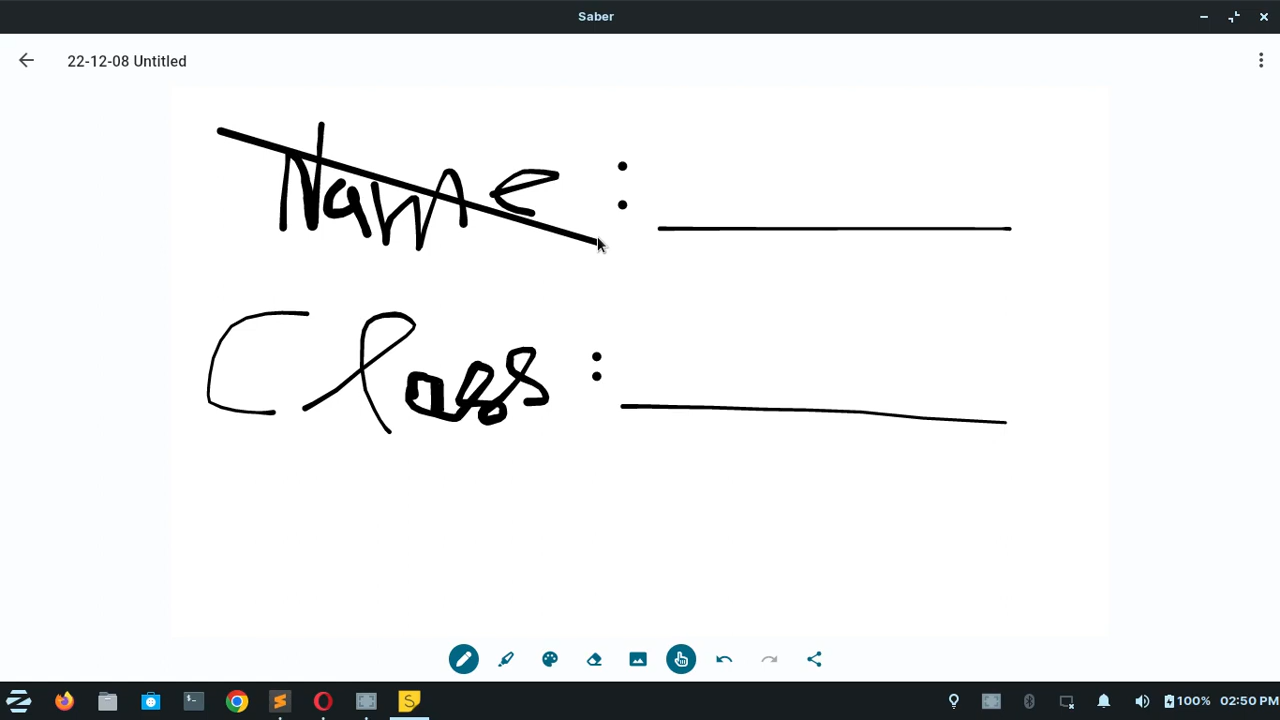 Saber
22-12-08 Untitled
Name : 
Class : 
100% 02:50 PM